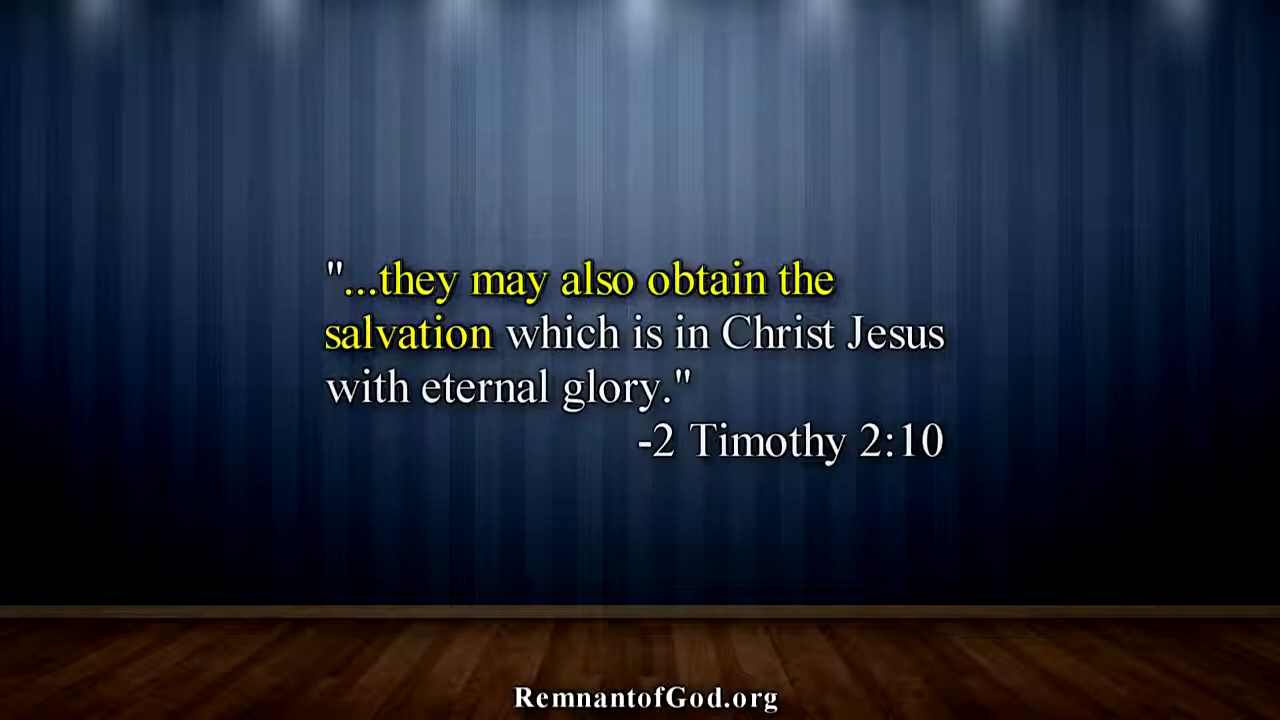 "...they may also obtain the
salvation which is in Christ Jesus
with eternal glory."
-2 Timothy 2:10
RemnantofGod.org